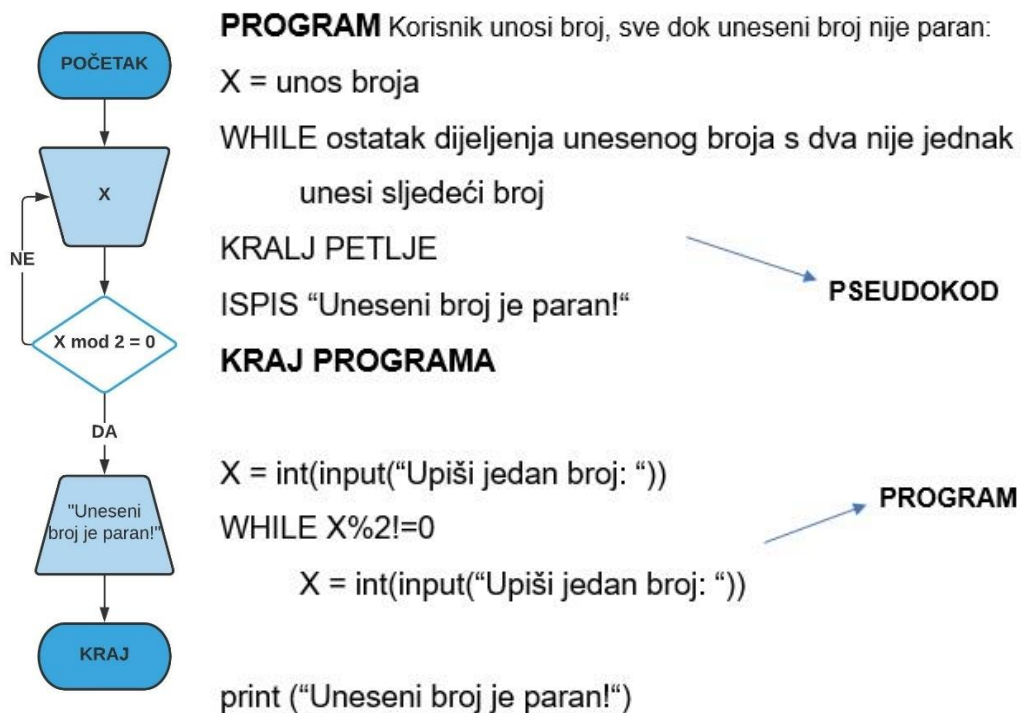 POČETAK
X
NE
X mod 2 = 0
DA
"Uneseni
broj je paran!"
KRAJ
PROGRAM Korisnik unosi broj, sve dok uneseni broj nije paran:
X = unos broja
WHILE ostatak dijeljenja unesenog broja s dva nije jednak
unesi sljedeći broj
KRALJ PETLJE
ISPIS “Uneseni broj je paran!“
KRAJ PROGRAMA
PSEUDOKOD
X = int(input(“Upiši jedan broj: “))
WHILE X%2!=0
X = int(input(“Upiši jedan broj: “))
print (“Uneseni broj je paran!“)
PROGRAM